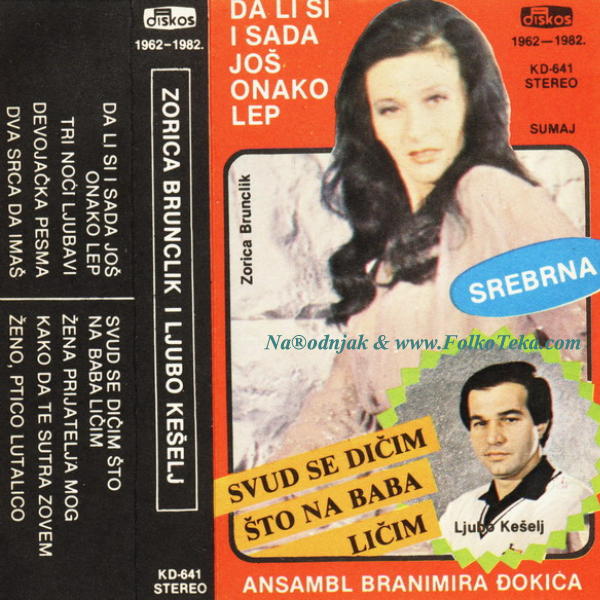 DA LI SI I SADA JOŠ
ONAKO LEP
TRI NOĆI LJUBAVI
DEVOJAČKA PESMA
DVA SRCA DA IMAŠ
SVUD SE DIČIM ŠTO
NA BABA LIČIM
ŽENA PRIJATELJA MOG
KAKO DA TE SUTRA ZOVEM
ŽENO, PTICO LUTALICO
diskos
1962-1982.
ZORICA BRUNCLIK I LJUBO KEŠELJ
KD-641
STEREO
DA LI SI
I SADA
JOŠ
ONAKO
LEP
diskos
1962—1982.
KD-641
STEREO
SUMAJ
Zorica Brunclik
SREBRNA
Na®odnjak & www.FolkoTeka.com
SVUD SE DIČIM
ŠTO NA BABA
LIČIM
Ljubo Kešelj
ANSAMBL BRANIMIRA ĐOKIĆA